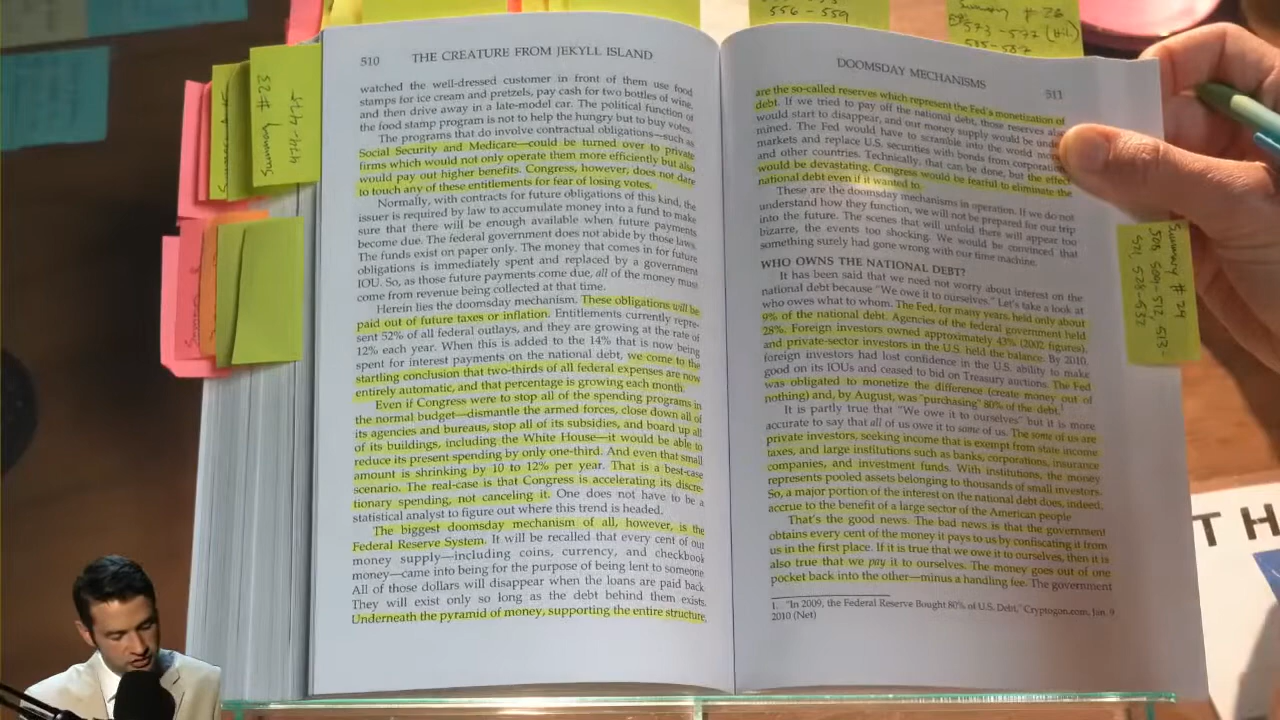 556 - 559
Summary # 26
573 - 577 (Hil.)
585-587
Summary #23
474-475
510 THE CREATURE FROM JEKYLL ISLAND
watched the well-dressed customer in front of them use food
stamps for ice cream and pretzels, pay cash for two bottles of wine,
and then drive away in a late-model car. The political function of
the food stamp program is not to help the hungry but to buy votes.
The programs that do involve contractual obligations—such as
Social Security and Medicare—could be turned over to private
firms which would not only operate them more efficiently but also
would pay out higher benefits. Congress, however, does not dare
to touch any of these entitlements for fear of losing votes.
Normally, with contracts for future obligations of this kind, the
issuer is required by law to accumulate money into a fund to make
sure that there will be enough available when future payments
become due. The federal government does not abide by those laws.
The funds exist on paper only. The money that comes in for future
obligations is immediately spent and replaced by a government
IOU. So, as those future payments come due, all of the money must
come from revenue being collected at that time.
Herein lies the doomsday mechanism. These obligations will be
paid out of future taxes or inflation. Entitlements currently repre-
sent 52% of all federal outlays, and they are growing at the rate of
12% each year. When this is added to the 14% that is now being
spent for interest payments on the national debt, we come to the
startling conclusion that two-thirds of all federal expenses are now
entirely automatic, and that percentage is growing each month.
Even if Congress were to stop all of the spending programs in
the normal budget—dismantle the armed forces, close down all of
its agencies and bureaus, stop all of its subsidies, and board up all
of its buildings, including the White House—it would be able to
reduce its present spending by only one-third. And even that small
amount is shrinking by 10 to 12% per year. That is a best-case
scenario. The real-case is that Congress is accelerating its discre-
tionary spending, not canceling it. One does not have to be a
statistical analyst to figure out where this trend is headed.
The biggest doomsday mechanism of all, however, is the
Federal Reserve System. It will be recalled that every cent of our
money supply—including coins, currency, and checkbook
money—came into being for the purpose of being lent to someone
All of those dollars will disappear when the loans are paid back
They will exist only so long as the debt behind them exists.
Underneath the pyramid of money, supporting the entire structure,
DOOMSDAY MECHANISMS 511
are the so-called reserves which represent the Fed's monetization of
debt. If we tried to pay off the national debt, those reserves also
would start to disappear, and our money supply would be under
mined. The Fed would have to scramble into the world mon
markets and replace U.S. securities with bonds from corporation
and other countries. Technically, that can be done, but the effect
would be devastating. Congress would be fearful to eliminate the
national debt even if it wanted to.
These are the doomsday mechanisms in operation. If we do not
understand how they function, we will not be prepared for our trip
into the future. The scenes that will unfold there will appear too
bizarre, the events too shocking. We would be convinced that
something surely had gone wrong with our time machine.
WHO OWNS THE NATIONAL DEBT?
It has been said that we need not worry about interest on the
national debt because "We owe it to ourselves." Let's take a look at
who owes what to whom. The Fed, for many years, held only about
9% of the national debt. Agencies of the federal government held
28%. Foreign investors owned approximately 43% (2002 figures),
and private-sector investors in the U.S. held the balance. By 2010,
foreign investors had lost confidence in the U.S. ability to make
good on its IOUs and ceased to bid on Treasury auctions. The Fed
was obligated to monetize the difference (create money out of
nothing) and, by August, was "purchasing" 80% of the debt.1
It is partly true that "We owe it to ourselves" but it is more
accurate to say that all of us owe it to some of us. The some of us are
private investors, seeking income that is exempt from state income
taxes, and large institutions such as banks, corporations, insurance
companies, and investment funds. With institutions, the money
represents pooled assets belonging to thousands of small investors.
So, a major portion of the interest on the national debt does, indeed,
accrue to the benefit of a large sector of the American people
That's the good news. The bad news is that the government
obtains every cent of the money it pays to us by confiscating it from
us in the first place. If it is true that we owe it to ourselves, then it is
also true that we pay it to ourselves. The money goes out of one
pocket back into the other—minus a handling fee. The government
1. "In 2009, the Federal Reserve Bought 80% of U.S. Debt," Cryptogon.com, Jan. 9
2010 (Net)
Summary # 24
508, 509-512, 513-
521, 528-532
TH